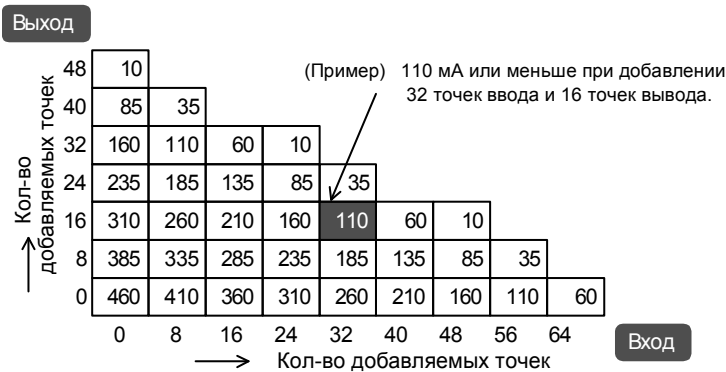 Выход
(Пример) 110 мА или меньше при добавлении
32 точек ввода и 16 точек вывода.
Кол-во
добавляемых точек
48 10
40 85 35
32 160 110 60 10
24 235 185 135 85 35
16 310 260 210 160 110 60 10
8 385 335 285 235 185 135 85 35
0 460 410 360 310 260 210 160 110 60
0 8 16 24 32 40 48 56 64
Кол-во добавляемых точек
Вход